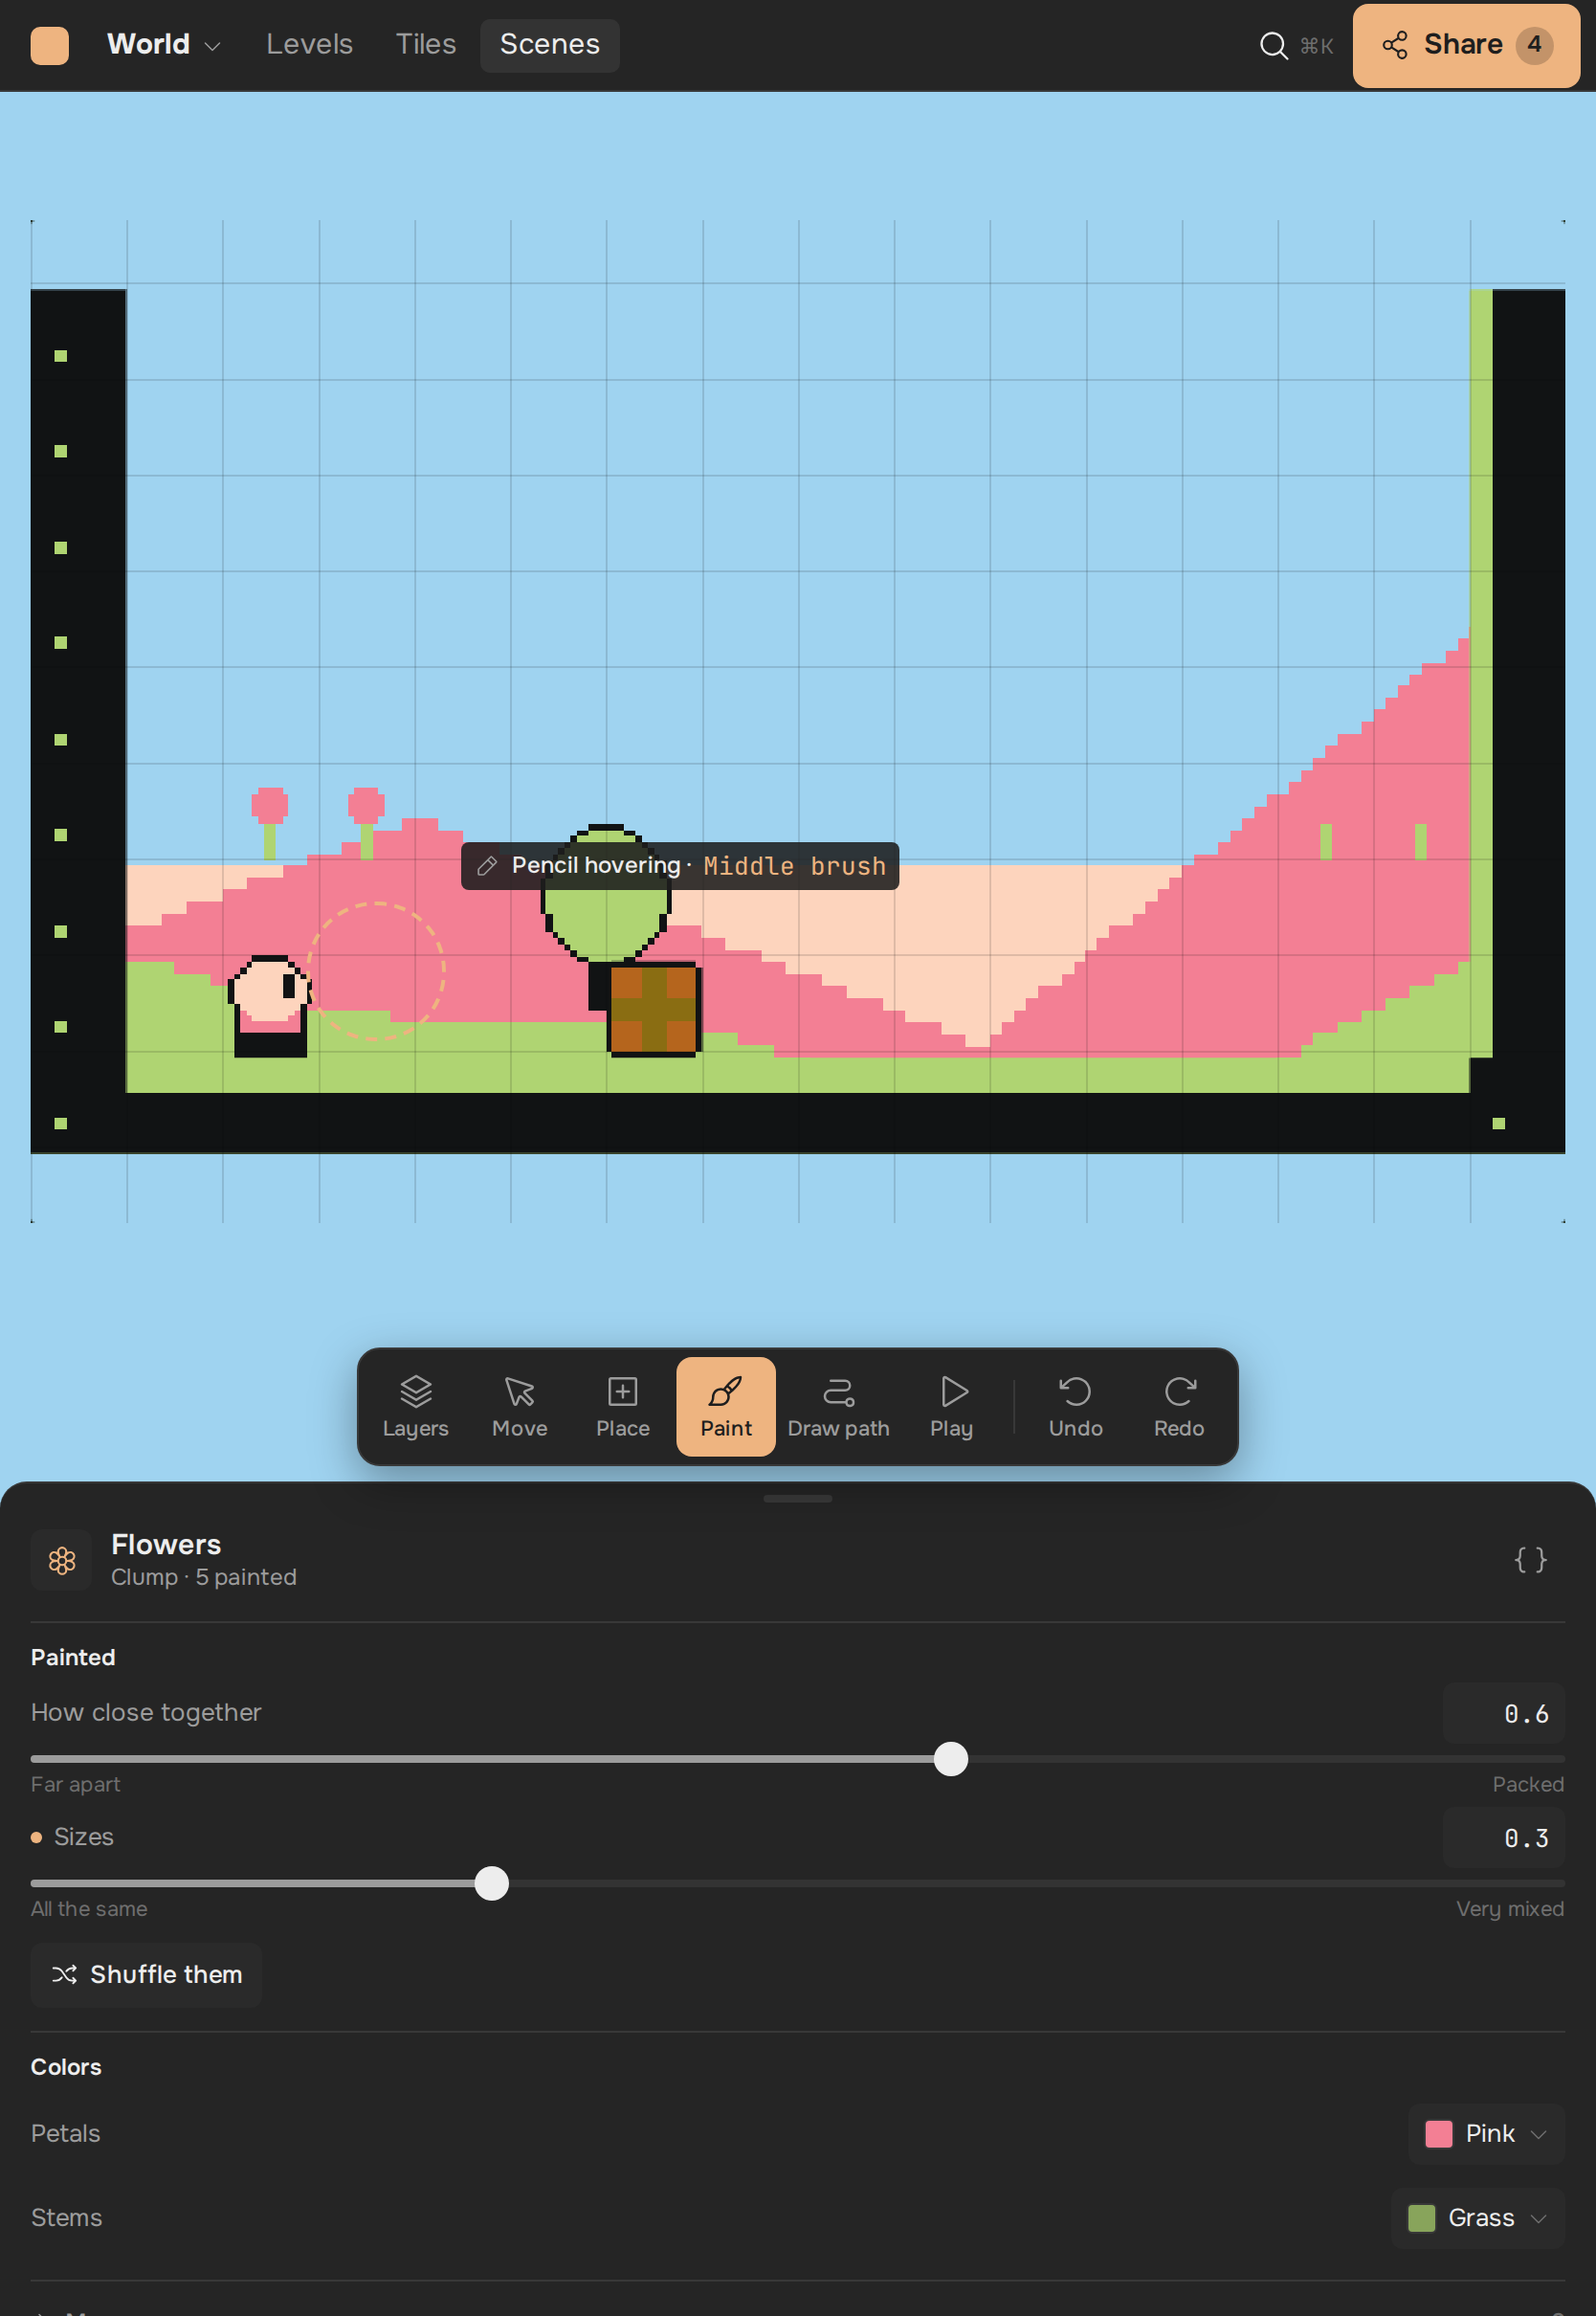 World Levels Tiles Scenes ⌘K Share 4
Pencil hovering · Middle brush
Layers Move Place Paint Draw path Play Undo Redo
Flowers
Clump · 5 painted
Painted
How close together 0.6
Far apart Packed
Sizes 0.3
All the same Very mixed
Shuffle them
Colors
Petals Pink
Stems Grass